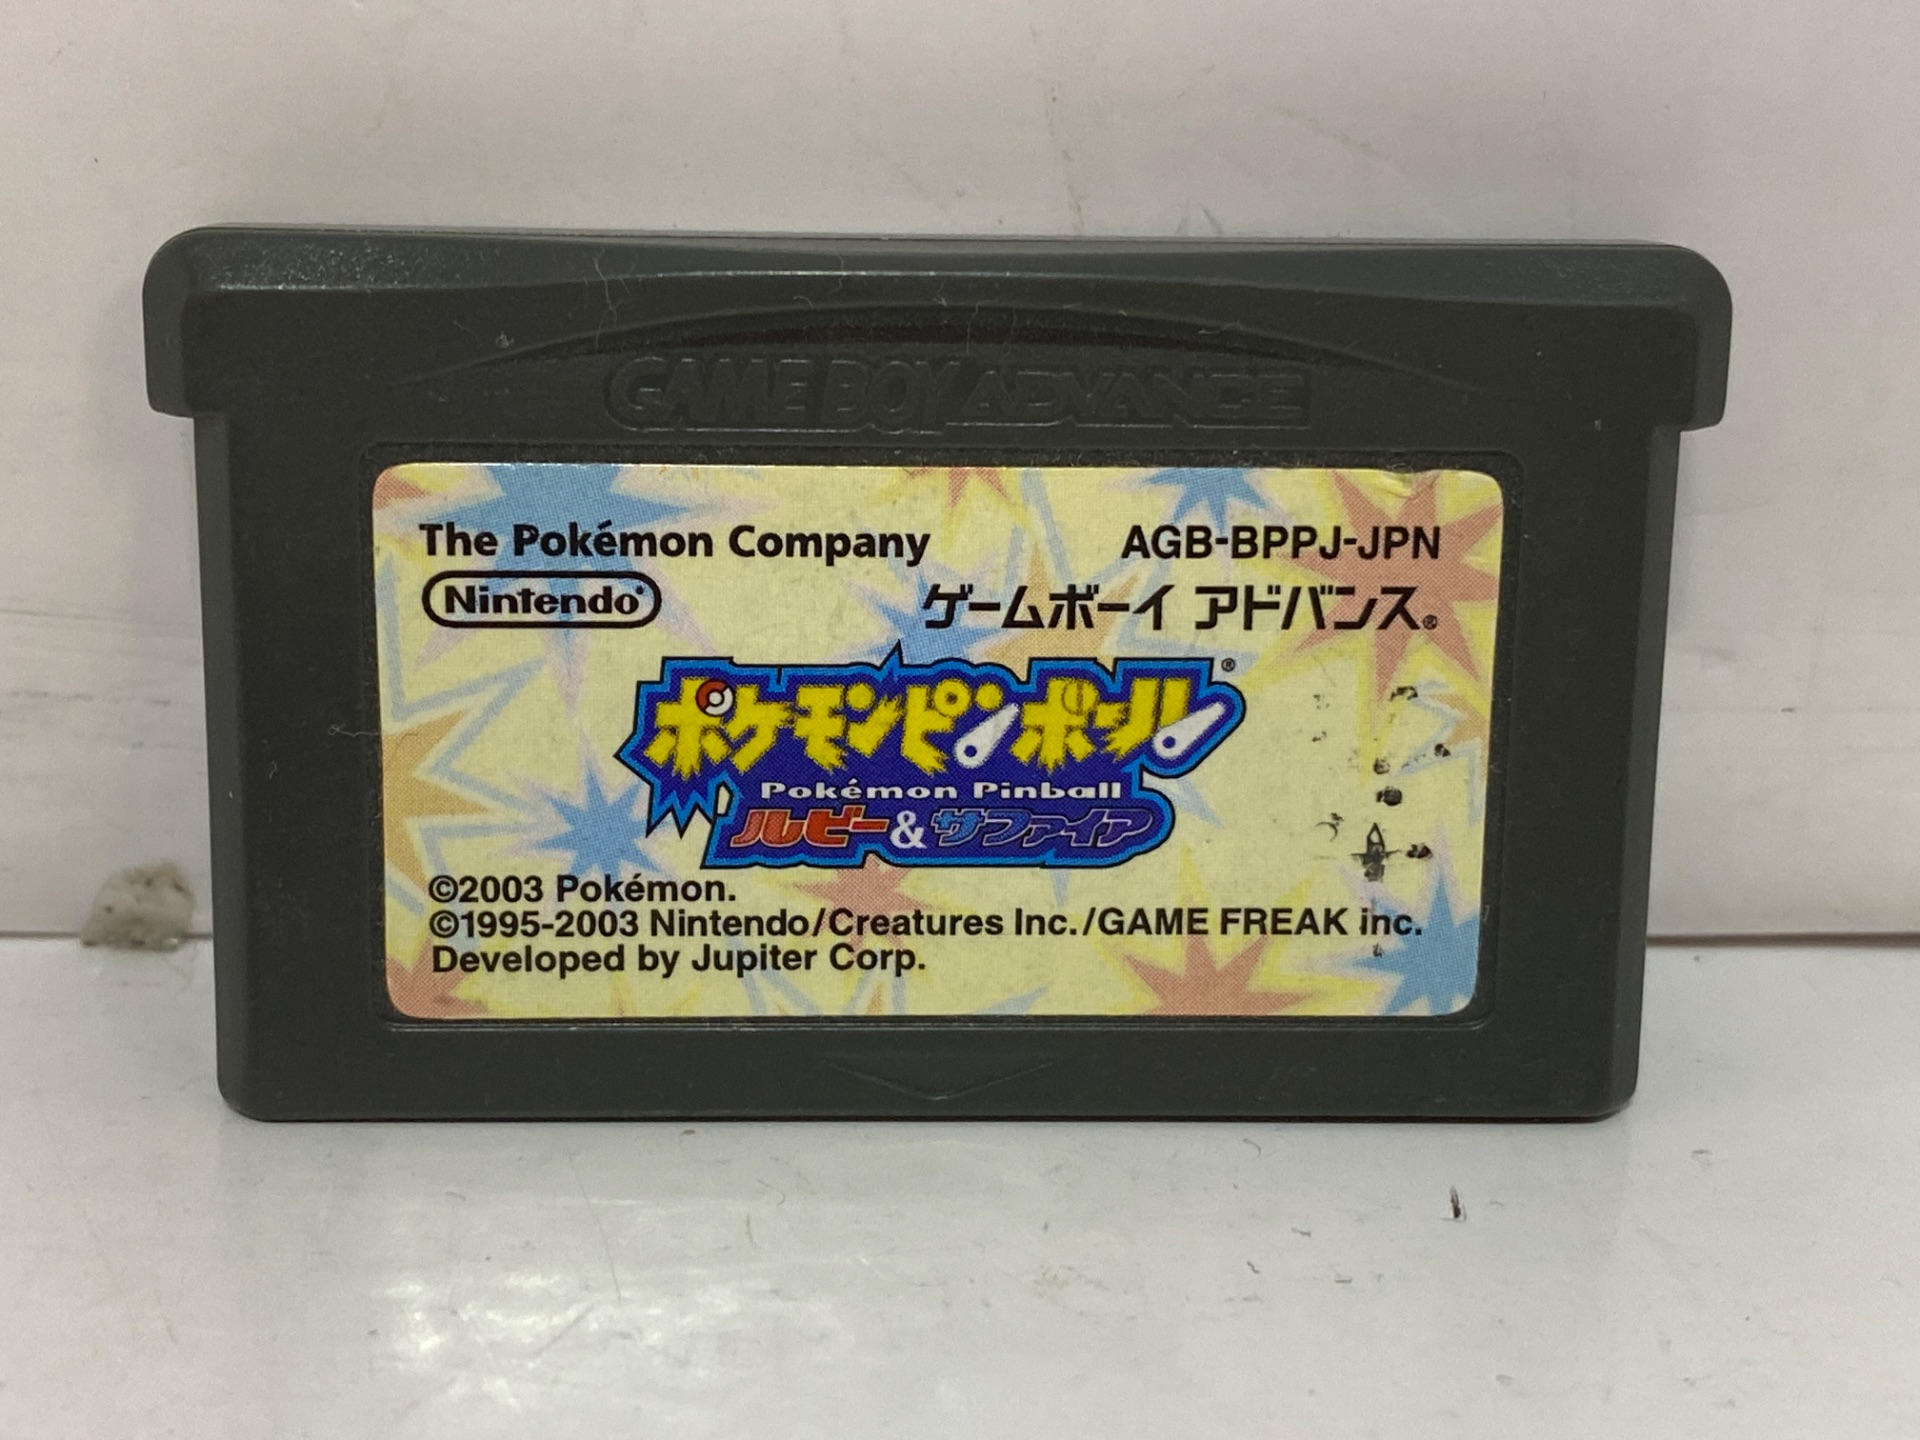 GAME BOY ADVANCE
The Pokémon Company
AGB-BPPJ-JPN
Nintendo®
ゲームボーイ アドバンス®
ポケモンピンボール®
Pokémon Pinball
ルビー&サファイア
©2003 Pokémon.
©1995-2003 Nintendo/Creatures Inc./GAME FREAK inc.
Developed by Jupiter Corp.